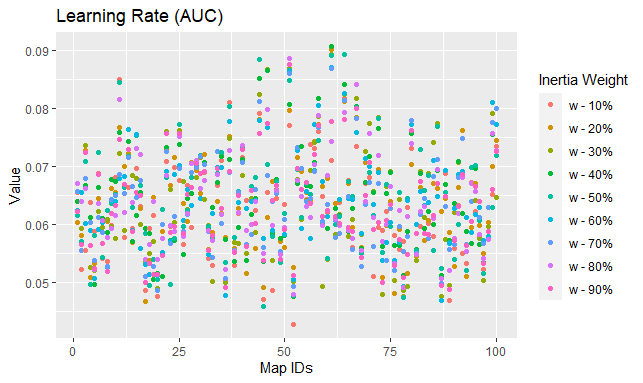 Learning Rate (AUC)
0.09
0.08
0.07
0.06
0.05
Value
0
25
50
75
100
Map IDs
Inertia Weight
w - 10%
w - 20%
w - 30%
w - 40%
w - 50%
w - 60%
w - 70%
w - 80%
w - 90%